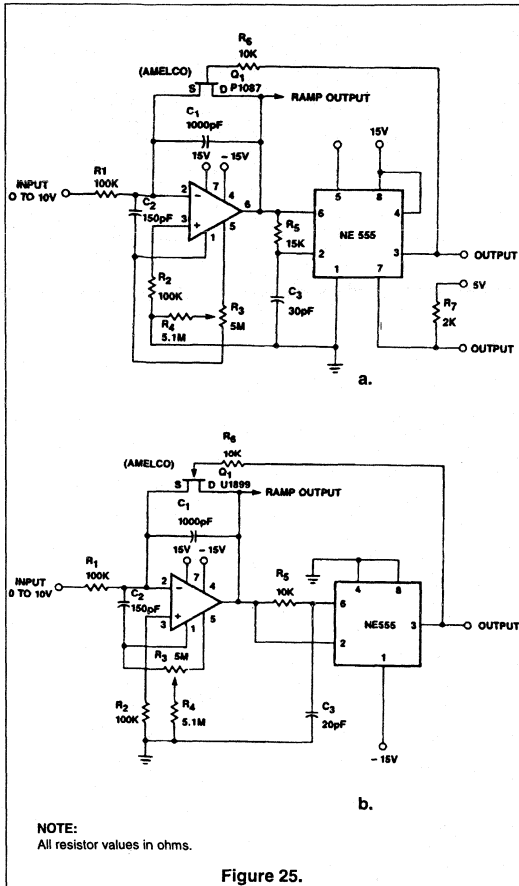 R6
10K
(AMELCO)
Q1
S D P1087
RAMP OUTPUT
C1
1000pF
15V - 15V
15V
INPUT
0 TO 10V
R1
100K
C2
150pF
2 - 7 4
3 + 1 5
6
5 8
6 4
NE 555
2 3
1 7
OUTPUT
R5
15K
R2
100K
R4
5.1M
R3
5M
C3
30pF
5V
R7
2K
OUTPUT
a.
R6
10K
(AMELCO)
Q1
S D U1899
RAMP OUTPUT
C1
1000pF
15V - 15V
INPUT
0 TO 10V
R1
100K
C2
150pF
2 - 7 4
3 + 1 5
R5
10K
4 8
6
NE555 3
2
1
OUTPUT
R3 5M
R2
100K
R4
5.1M
C3
20pF
- 15V
b.
NOTE:
All resistor values in ohms.
Figure 25.